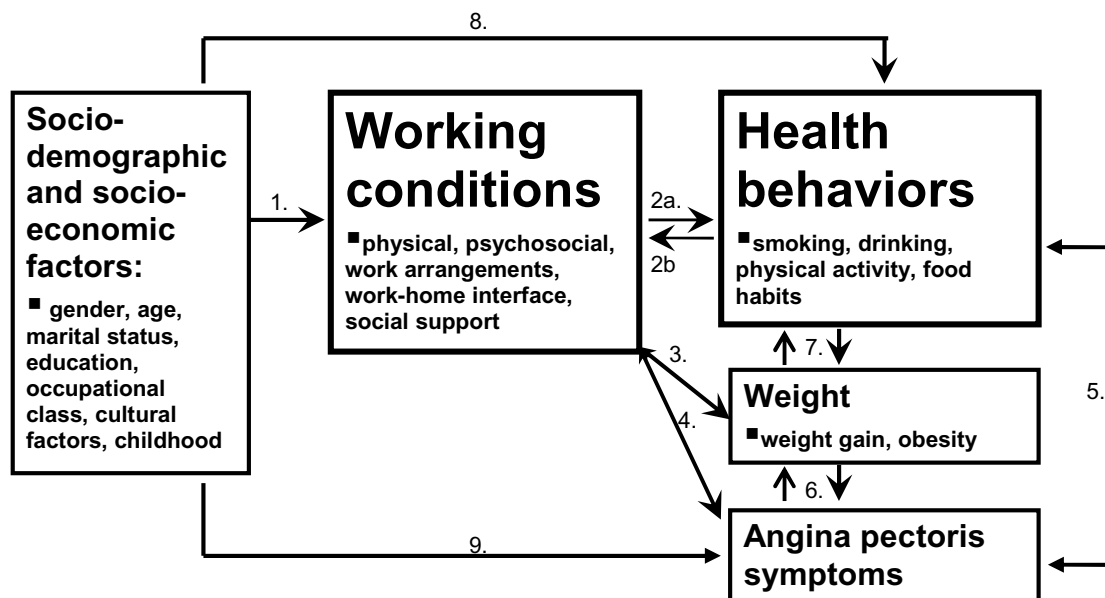 8.
Socio-
demographic
and socio-
economic
factors:
▪ gender, age,
marital status,
education,
occupational
class, cultural
factors, childhood
1.
Working
conditions
▪physical, psychosocial,
work arrangements,
work-home interface,
social support
2a.
2b
Health
behaviors
▪smoking, drinking,
physical activity, food
habits
3.
4.
7.
5.
Weight
▪weight gain, obesity
6.
9.
Angina pectoris
symptoms